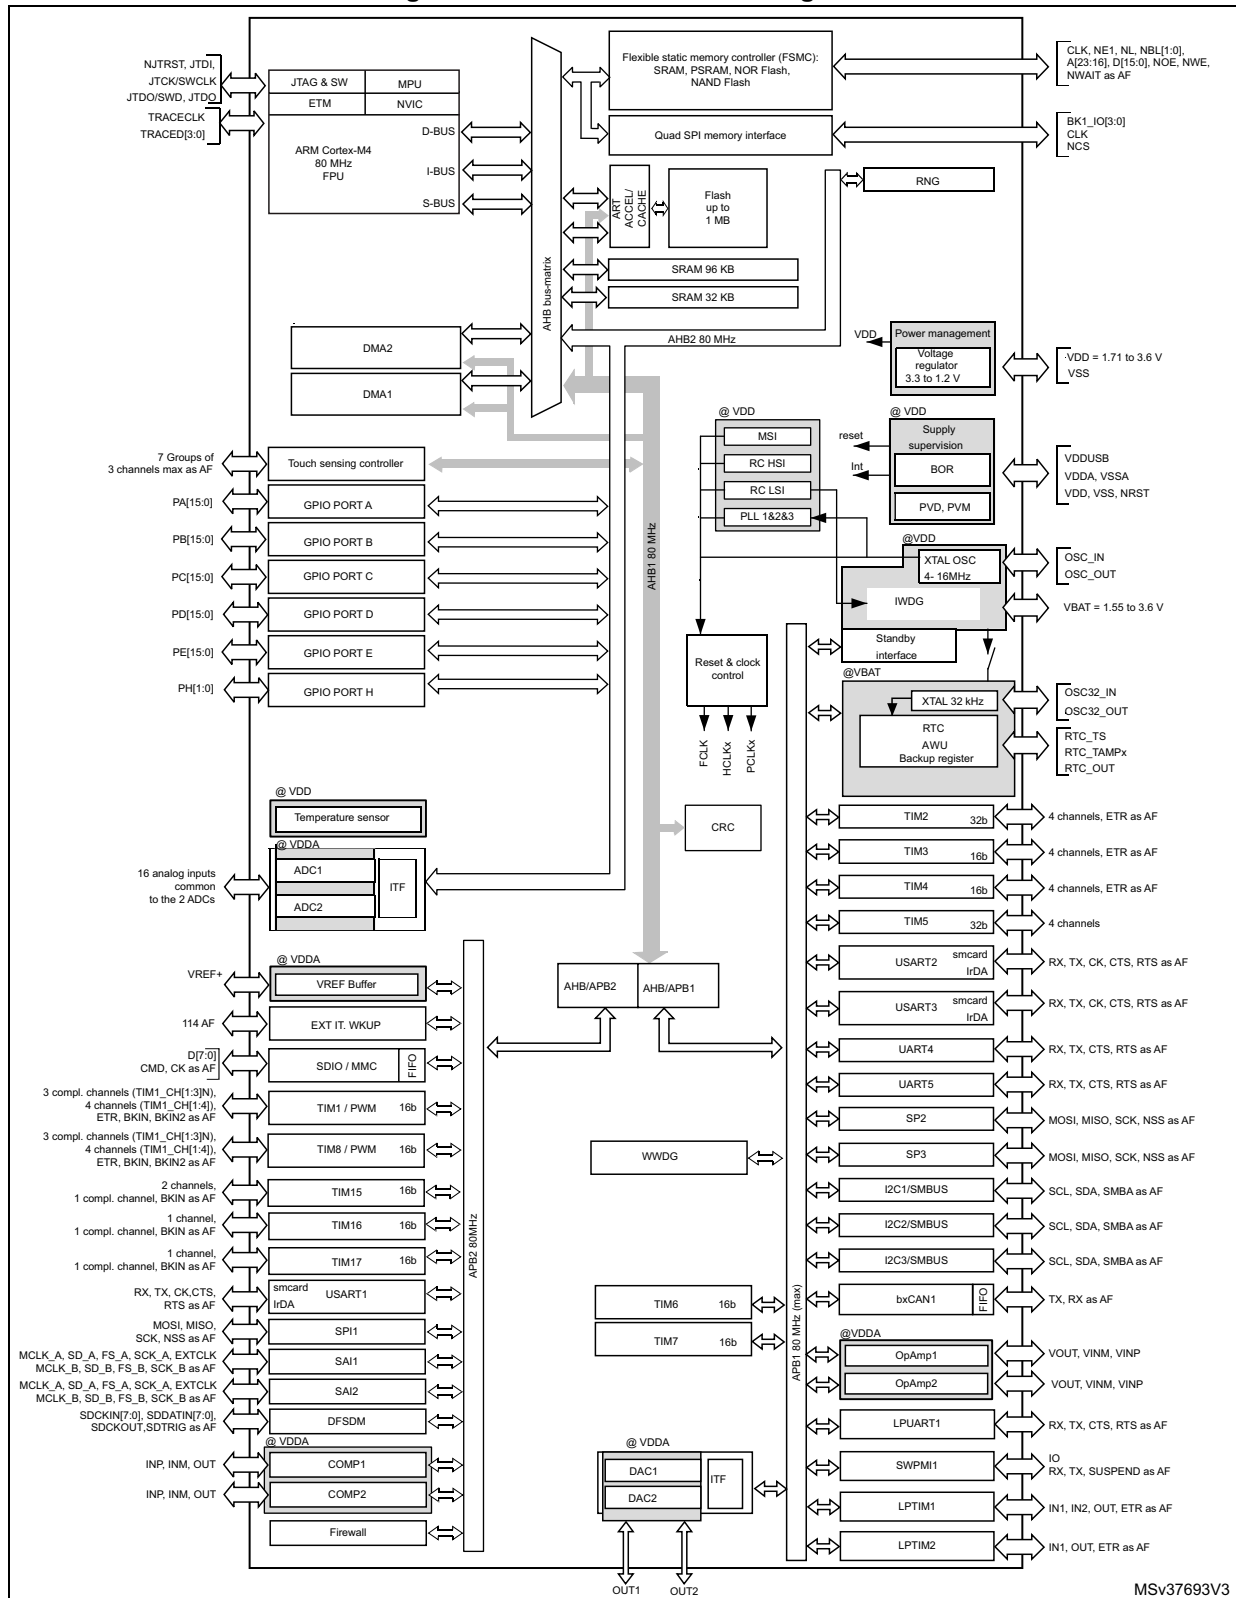 NJTRST, JTDI,
JTCK/SWCLK
JTDO/SWD, JTDO
TRACECLK
TRACED[3:0]
JTAG & SW
MPU
ETM
NVIC
ARM Cortex-M4
80 MHz
FPU
D-BUS
I-BUS
S-BUS
AHB bus-matrix
Flexible static memory controller (FSMC):
SRAM, PSRAM, NOR Flash,
NAND Flash
CLK, NE1, NL, NBL[1:0],
A[23:16], D[15:0], NOE, NWE,
NWAIT as AF
Quad SPI memory interface
BK1_IO[3:0]
CLK
NCS
ART
ACCEL/
CACHE
Flash
up to
1 MB
RNG
SRAM 96 KB
SRAM 32 KB
AHB2 80 MHz
DMA2
DMA1
VDD
Power management
Voltage
regulator
3.3 to 1.2 V
VDD = 1.71 to 3.6 V
VSS
@ VDD
MSI
RC HSI
RC LSI
PLL 1&2&3
@ VDD
reset
Int
Supply
supervision
BOR
PVD, PVM
VDDUSB
VDDA, VSSA
VDD, VSS, NRST
7 Groups of
3 channels max as AF
Touch sensing controller
PA[15:0]
GPIO PORT A
PB[15:0]
GPIO PORT B
PC[15:0]
GPIO PORT C
PD[15:0]
GPIO PORT D
PE[15:0]
GPIO PORT E
PH[1:0]
GPIO PORT H
AHB1 80 MHz
@VDD
XTAL OSC
4- 16MHz
IWDG
OSC_IN
OSC_OUT
VBAT = 1.55 to 3.6 V
Standby
interface
Reset & clock
control
FCLK
HCLKx
PCLKx
@VBAT
XTAL 32 kHz
RTC
AWU
Backup register
OSC32_IN
OSC32_OUT
RTC_TS
RTC_TAMPx
RTC_OUT
@ VDD
Temperature sensor
@ VDDA
16 analog inputs
common
to the 2 ADCs
ADC1
ADC2
ITF
CRC
TIM2
32b
4 channels, ETR as AF
TIM3
16b
4 channels, ETR as AF
TIM4
16b
4 channels, ETR as AF
TIM5
32b
4 channels
USART2
smcard
IrDA
RX, TX, CK, CTS, RTS as AF
USART3
smcard
IrDA
RX, TX, CK, CTS, RTS as AF
UART4
RX, TX, CTS, RTS as AF
UART5
RX, TX, CTS, RTS as AF
SP2
MOSI, MISO, SCK, NSS as AF
SP3
MOSI, MISO, SCK, NSS as AF
I2C1/SMBUS
SCL, SDA, SMBA as AF
I2C2/SMBUS
SCL, SDA, SMBA as AF
I2C3/SMBUS
SCL, SDA, SMBA as AF
bxCAN1
FIFO
TX, RX as AF
@VDDA
OpAmp1
VOUT, VINM, VINP
OpAmp2
VOUT, VINM, VINP
LPUART1
RX, TX, CTS, RTS as AF
SWPMI1
IO
RX, TX, SUSPEND as AF
LPTIM1
IN1, IN2, OUT, ETR as AF
LPTIM2
IN1, OUT, ETR as AF
AHB/APB2
AHB/APB1
WWDG
TIM6
16b
TIM7
16b
APB1 80 MHz (max)
@ VDDA
DAC1
DAC2
ITF
OUT1
OUT2
@ VDDA
VREF+
VREF Buffer
114 AF
EXT IT. WKUP
D[7:0]
CMD, CK as AF
SDIO / MMC
FIFO
3 compl. channels (TIM1_CH[1:3]N),
4 channels (TIM1_CH[1:4]),
ETR, BKIN, BKIN2 as AF
TIM1 / PWM
16b
3 compl. channels (TIM1_CH[1:3]N),
4 channels (TIM1_CH[1:4]),
ETR, BKIN, BKIN2 as AF
TIM8 / PWM
16b
2 channels,
1 compl. channel, BKIN as AF
TIM15
16b
1 channel,
1 compl. channel, BKIN as AF
TIM16
16b
1 channel,
1 compl. channel, BKIN as AF
TIM17
16b
APB2 80MHz
RX, TX, CK,CTS,
RTS as AF
smcard
IrDA
USART1
MOSI, MISO,
SCK, NSS as AF
SPI1
MCLK_A, SD_A, FS_A, SCK_A, EXTCLK
MCLK_B, SD_B, FS_B, SCK_B as AF
SAI1
MCLK_A, SD_A, FS_A, SCK_A, EXTCLK
MCLK_B, SD_B, FS_B, SCK_B as AF
SAI2
SDCKIN[7:0], SDDATIN[7:0],
SDCKOUT,SDTRIG as AF
DFSDM
@ VDDA
INP, INM, OUT
COMP1
INP, INM, OUT
COMP2
Firewall
MSv37693V3